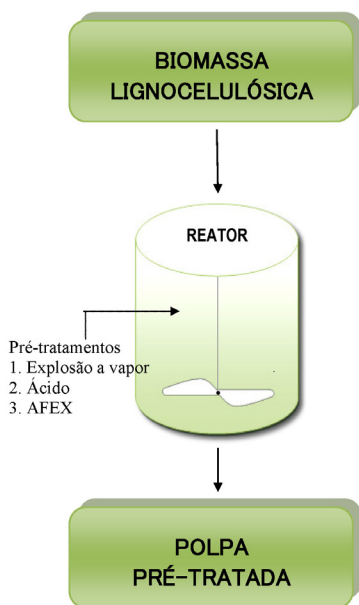 BIOMASSA
LIGNOCELULÓSICA
REATOR
Pré-tratamentos
1. Explosão a vapor
2. Ácido
3. AFEX
POLPA
PRÉ-TRATADA